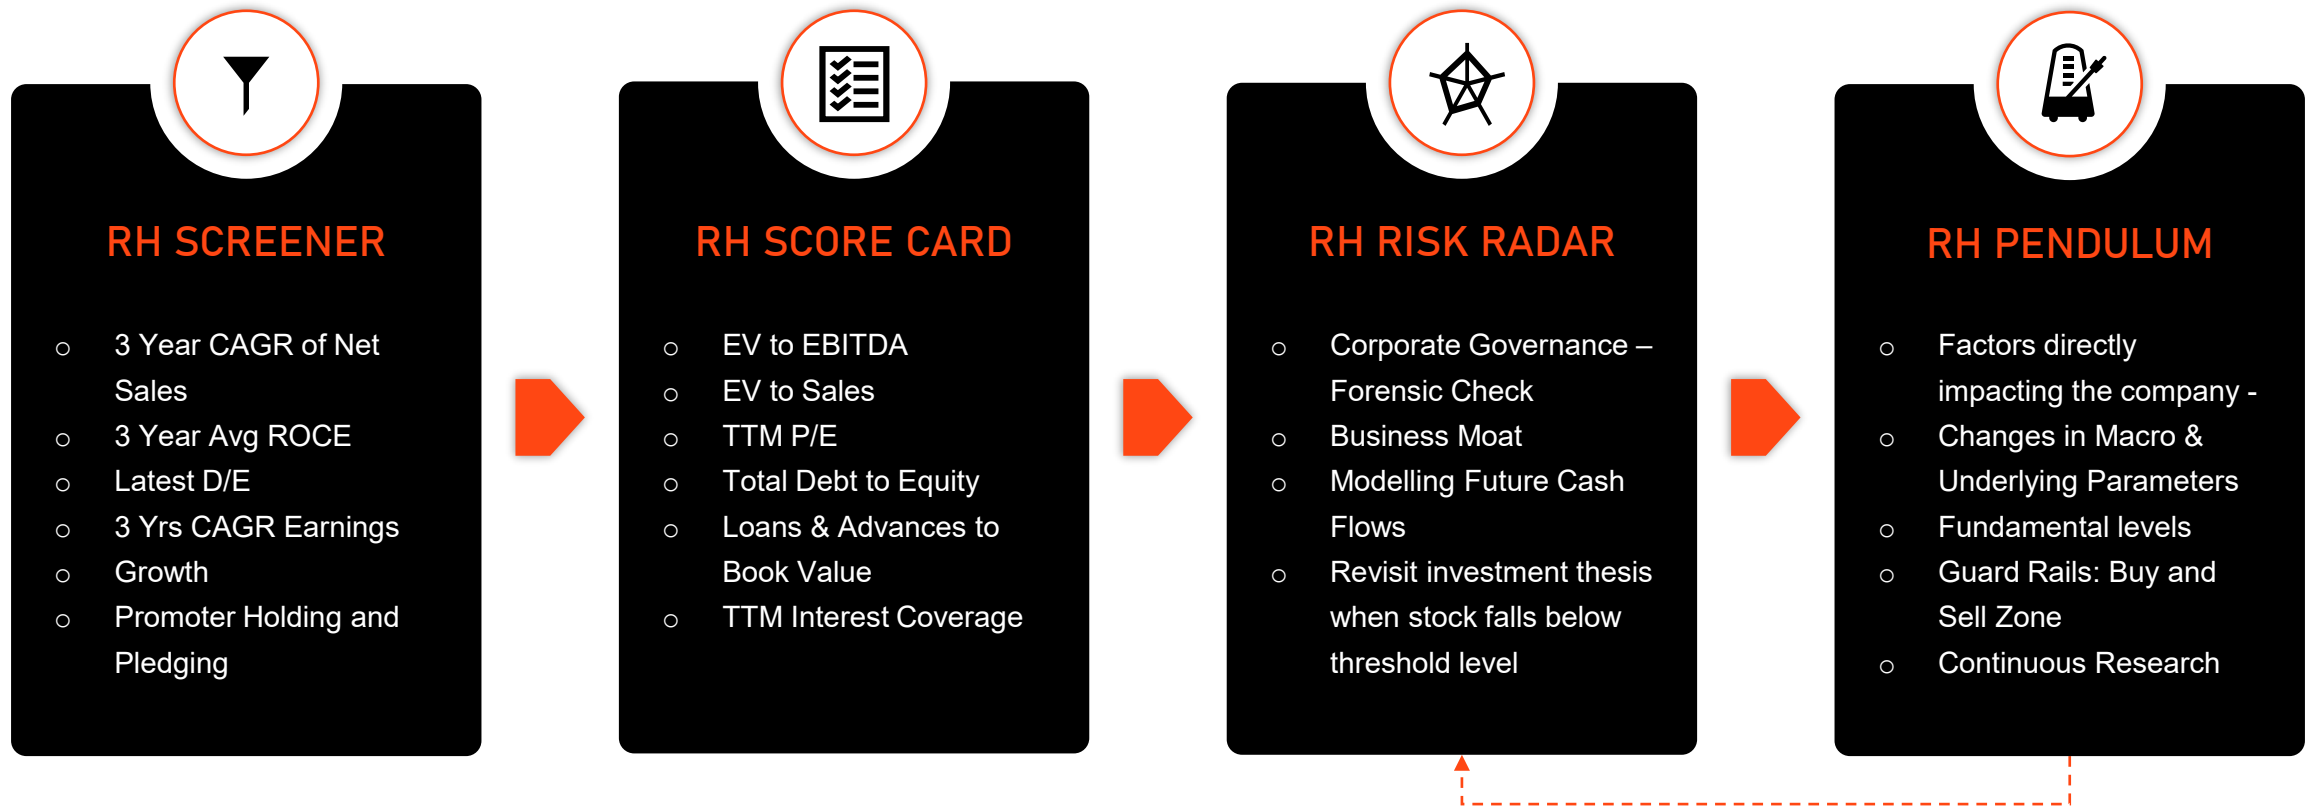 RH SCREENER
o 3 Year CAGR of Net
Sales
o 3 Year Avg ROCE
o Latest D/E
o 3 Yrs CAGR Earnings
o Growth
o Promoter Holding and
Pledging
RH SCORE CARD
o EV to EBITDA
o EV to Sales
o TTM P/E
o Total Debt to Equity
o Loans & Advances to
Book Value
o TTM Interest Coverage
RH RISK RADAR
o Corporate Governance –
Forensic Check
o Business Moat
o Modelling Future Cash
Flows
o Revisit investment thesis
when stock falls below
threshold level
RH PENDULUM
o Factors directly
impacting the company -
o Changes in Macro &
Underlying Parameters
o Fundamental levels
o Guard Rails: Buy and
Sell Zone
o Continuous Research